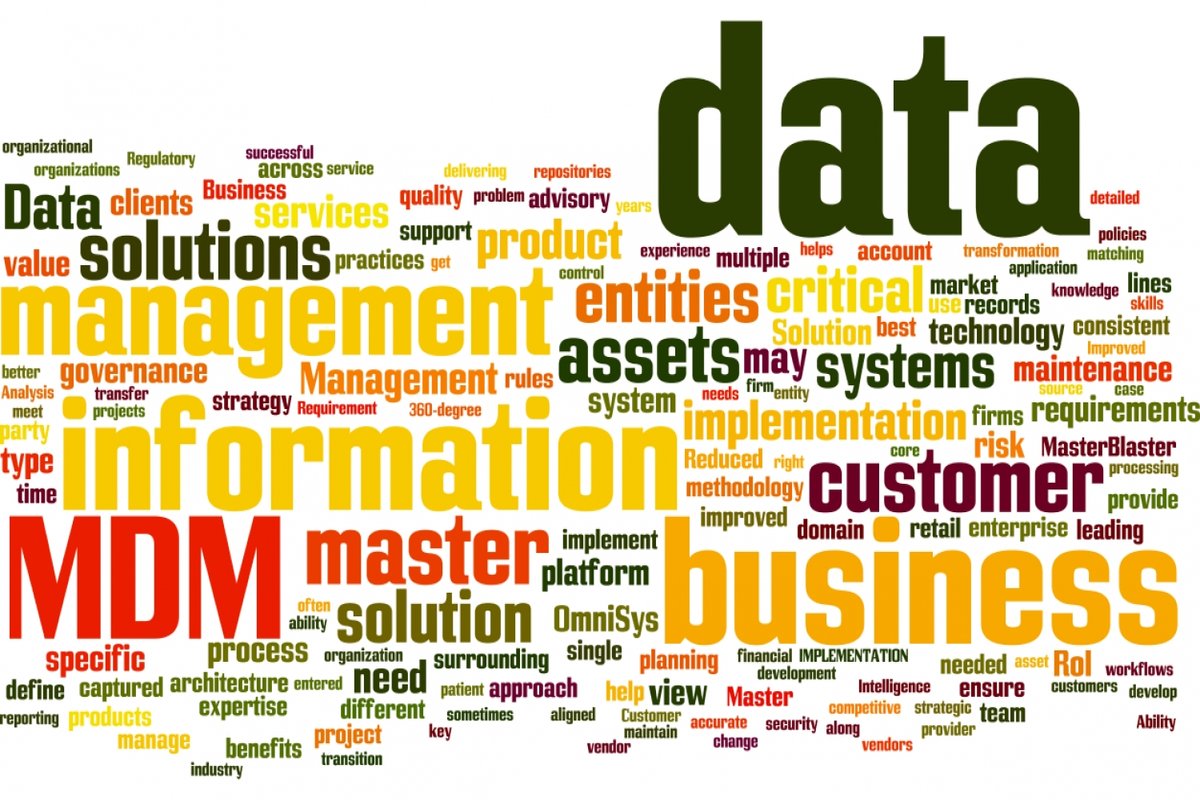 data
organizational
organizations
Regulatory
successful
across
service
delivering
repositories
Data
clients
Business
services
quality
problem
advisory
years
detailed
solutions
support
product
experience
multiple
helps
account
transformation
policies
matching
value
practices
get
control
application
management
entities
critical
market
knowledge
lines
use
records
skills
Solution
best
technology
consistent
assets
may
systems
Improved
maintenance
better
governance
Management
rules
firm
entity
source
case
Analysis
transfer
strategy
Requirement
360-degree
system
needs
meet
projects
information
implementation
firms
requirements
party
core
risk
MasterBlaster
type
Reduced
right
customer
processing
time
methodology
provide
improved
domain
retail
enterprise
leading
MDM
master
implement
business
platform
often
ability
solution
OmniSys
specific
process
organization
surrounding
single
planning
financial
IMPLEMENTATION
needed
asset
RoI
workflows
development
define
captured
architecture
entered
need
patient
approach
help
view
Master
Intelligence
ensure
customers
develop
reporting
products
expertise
different
sometimes
aligned
Customer
accurate
security
along
competitive
strategic
team
Ability
manage
benefits
project
key
maintain
change
provider
vendor
vendors
industry
transition